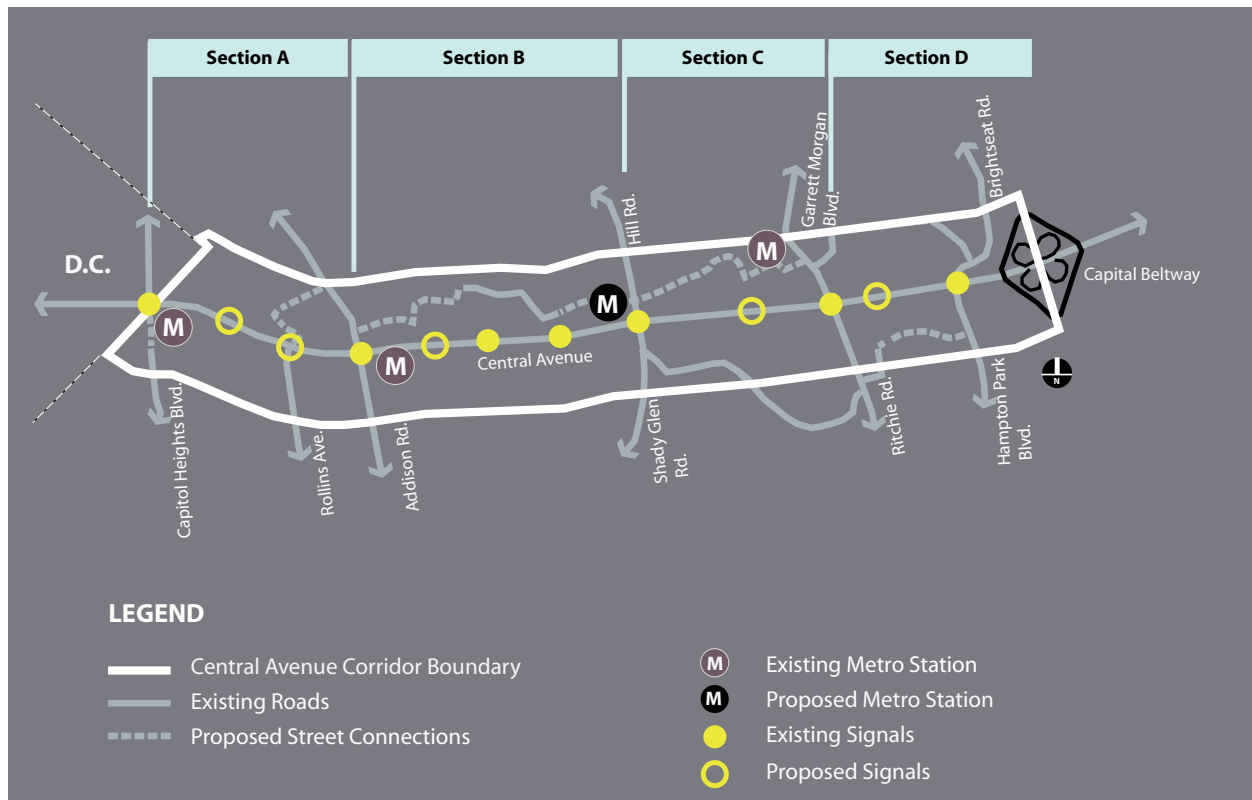 Section A
Section B
Section C
Section D
D.C.
Capitol Heights Blvd.
Rollins Ave.
Addison Rd.
Central Avenue
Hill Rd.
Shady Glen
Rd.
Garrett Morgan
Blvd.
Ritchie Rd.
Brightseat Rd.
Hampton Park
Blvd.
Capital Beltway
M
M
M
M
N
LEGEND
Central Avenue Corridor Boundary
Existing Roads
Proposed Street Connections
M Existing Metro Station
M Proposed Metro Station
Existing Signals
Proposed Signals